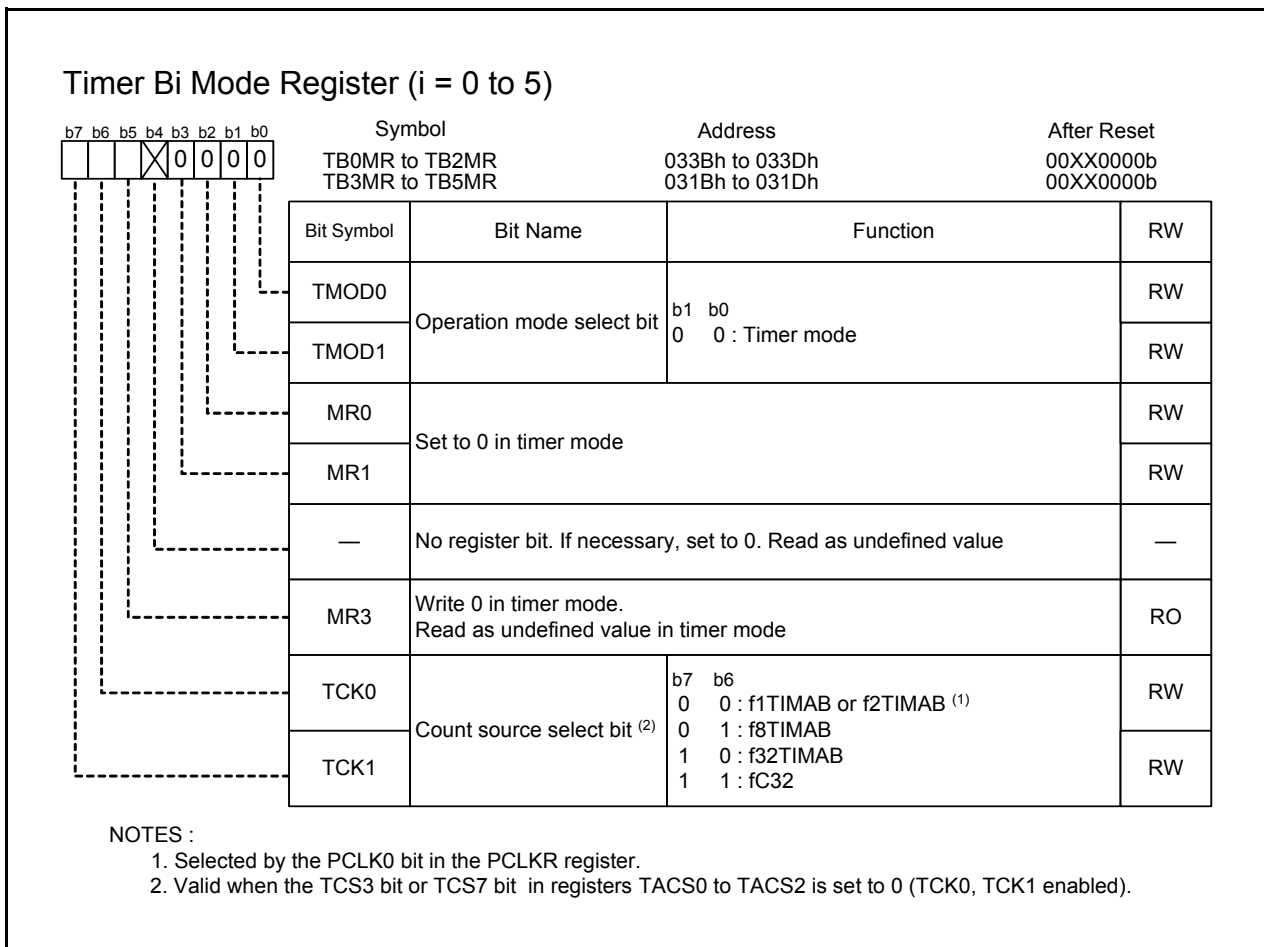 Timer Bi Mode Register (i = 0 to 5)
b7 b6 b5 b4 b3 b2 b1 b0
0 0 0 0
Symbol Address After Reset
TB0MR to TB2MR 033Bh to 033Dh 00XX0000b
TB3MR to TB5MR 031Bh to 031Dh 00XX0000b
Bit Symbol Bit Name Function RW
TMOD0 RW
Operation mode select bit
b1 b0
0 0 : Timer mode
TMOD1 RW
MR0 RW
Set to 0 in timer mode
MR1 RW
— No register bit. If necessary, set to 0. Read as undefined value —
MR3 RO
Write 0 in timer mode.
Read as undefined value in timer mode
TCK0 RW
Count source select bit (2)
b7 b6
0 0 : f1TIMAB or f2TIMAB (1)
0 1 : f8TIMAB
1 0 : f32TIMAB
1 1 : fC32
TCK1 RW
NOTES :
1. Selected by the PCLK0 bit in the PCLKR register.
2. Valid when the TCS3 bit or TCS7 bit in registers TACS0 to TACS2 is set to 0 (TCK0, TCK1 enabled).